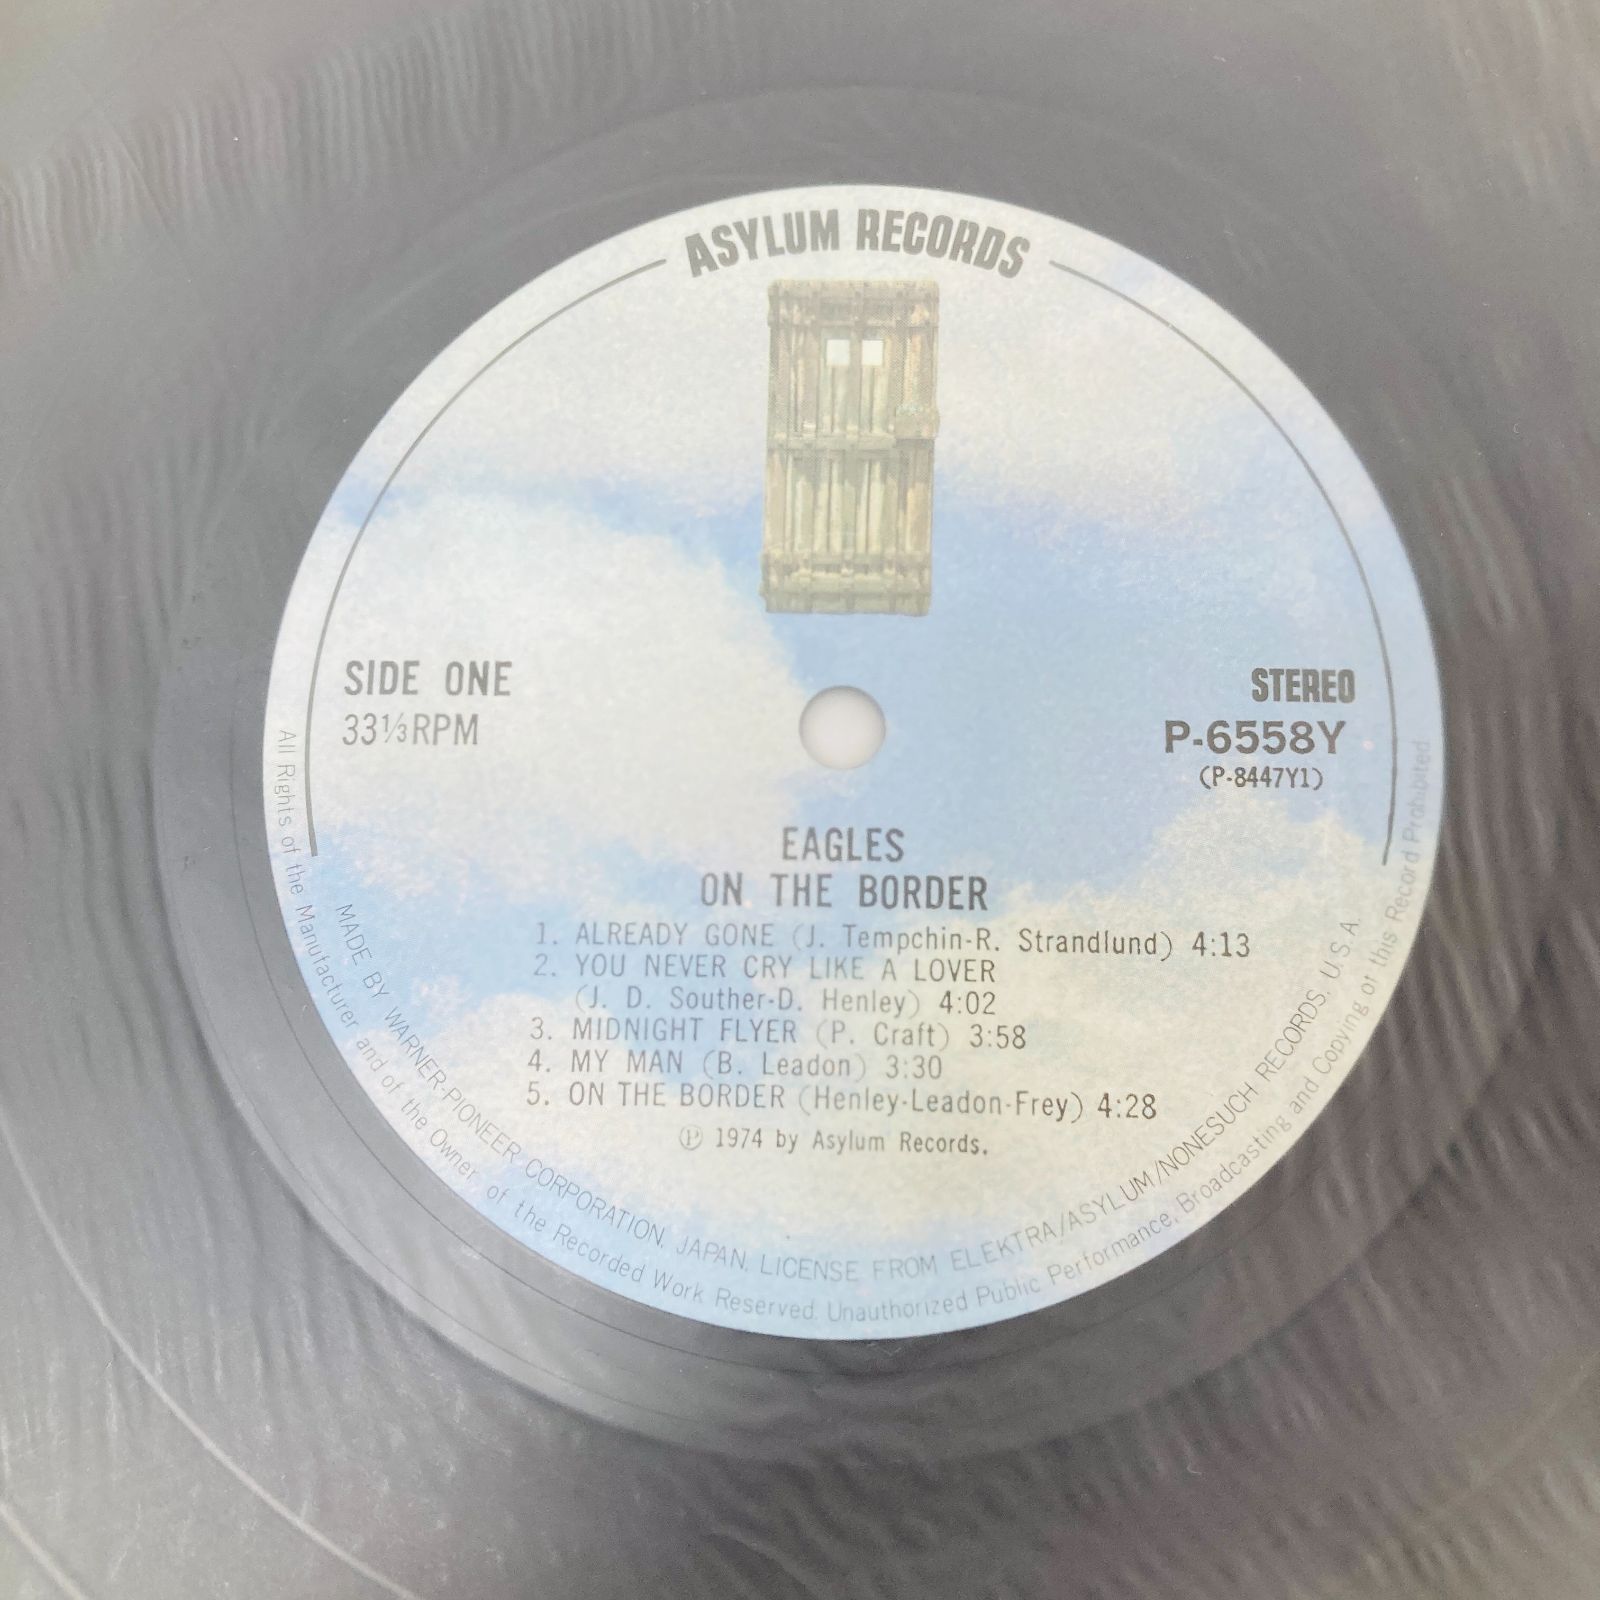 ASYLUM RECORDS
SIDE ONE
33⅓RPM
STEREO
P-6558Y
(P-8447Y1)
EAGLES
ON THE BORDER
1. ALREADY GONE (J. Tempchin-R. Strandlund) 4:13
2. YOU NEVER CRY LIKE A LOVER
(J. D. Souther-D. Henley) 4:02
3. MIDNIGHT FLYER (P. Craft) 3:58
4. MY MAN (B. Leadon) 3:30
5. ON THE BORDER (Henley-Leadon-Frey) 4:28
Ⓟ 1974 by Asylum Records.
MADE BY WARNER-PIONEER CORPORATION, JAPAN, LICENSE FROM ELEKTRA/ASYLUM/NONESUCH RECORDS, U.S.A.
All Rights of the Manufacturer and of the Owner, of the Recorded Work Reserved. Unauthorized Public Performance, Broadcasting and Copying of this Record Prohibited